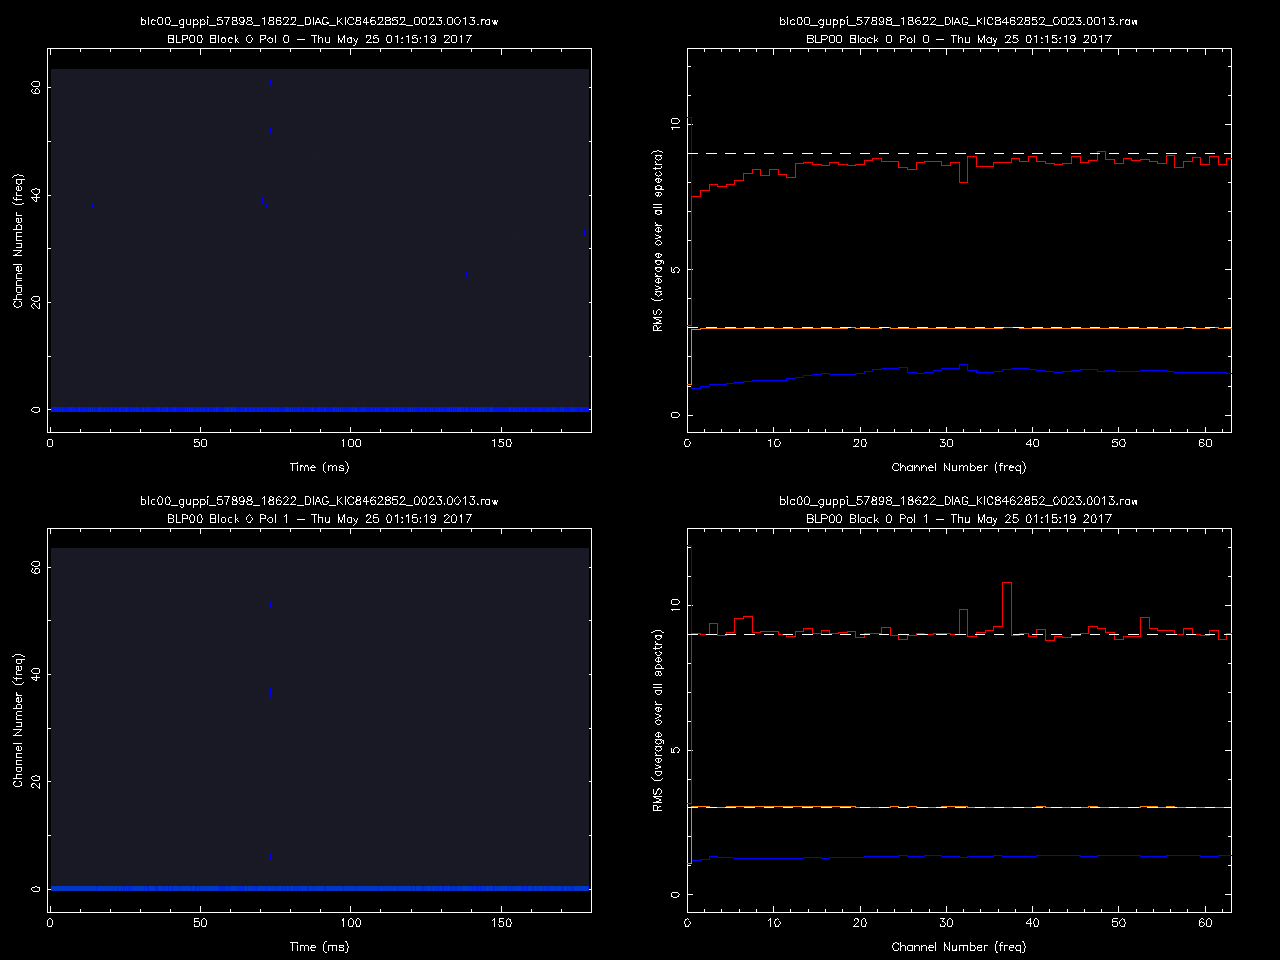 blc00_guppi_57898_18622_DIAG_KIC8462852_0023.0013.raw
BLP00 Block 0 Pol 0 – Thu May 25 01:15:19 2017
60
40
20
0
Channel Number (freq)
0 50 100 150
Time (ms)
blc00_guppi_57898_18622_DIAG_KIC8462852_0023.0013.raw
BLP00 Block 0 Pol 0 – Thu May 25 01:15:19 2017
10
5
0
RMS (average over all spectra)
0 10 20 30 40 50 60
Channel Number (freq)
blc00_guppi_57898_18622_DIAG_KIC8462852_0023.0013.raw
BLP00 Block 0 Pol 1 – Thu May 25 01:15:19 2017
60
40
20
0
Channel Number (freq)
0 50 100 150
Time (ms)
blc00_guppi_57898_18622_DIAG_KIC8462852_0023.0013.raw
BLP00 Block 0 Pol 1 – Thu May 25 01:15:19 2017
10
5
0
RMS (average over all spectra)
0 10 20 30 40 50 60
Channel Number (freq)